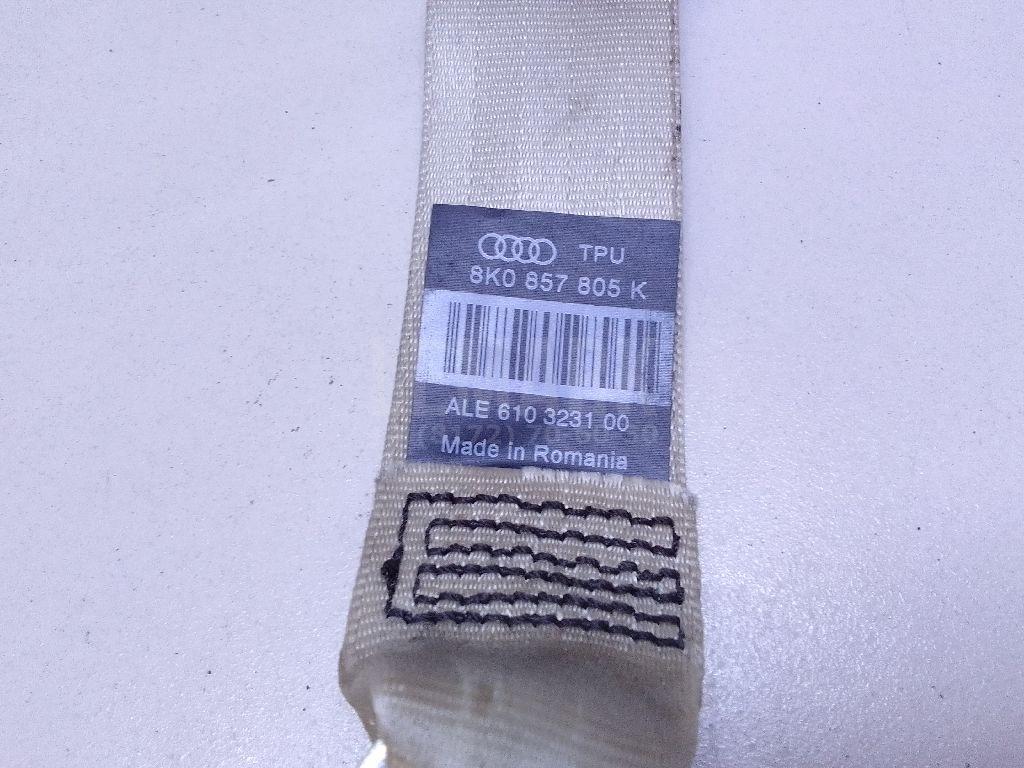 TPU
8K0 857 805 K
ALE 610 3231 00
Made in Romania